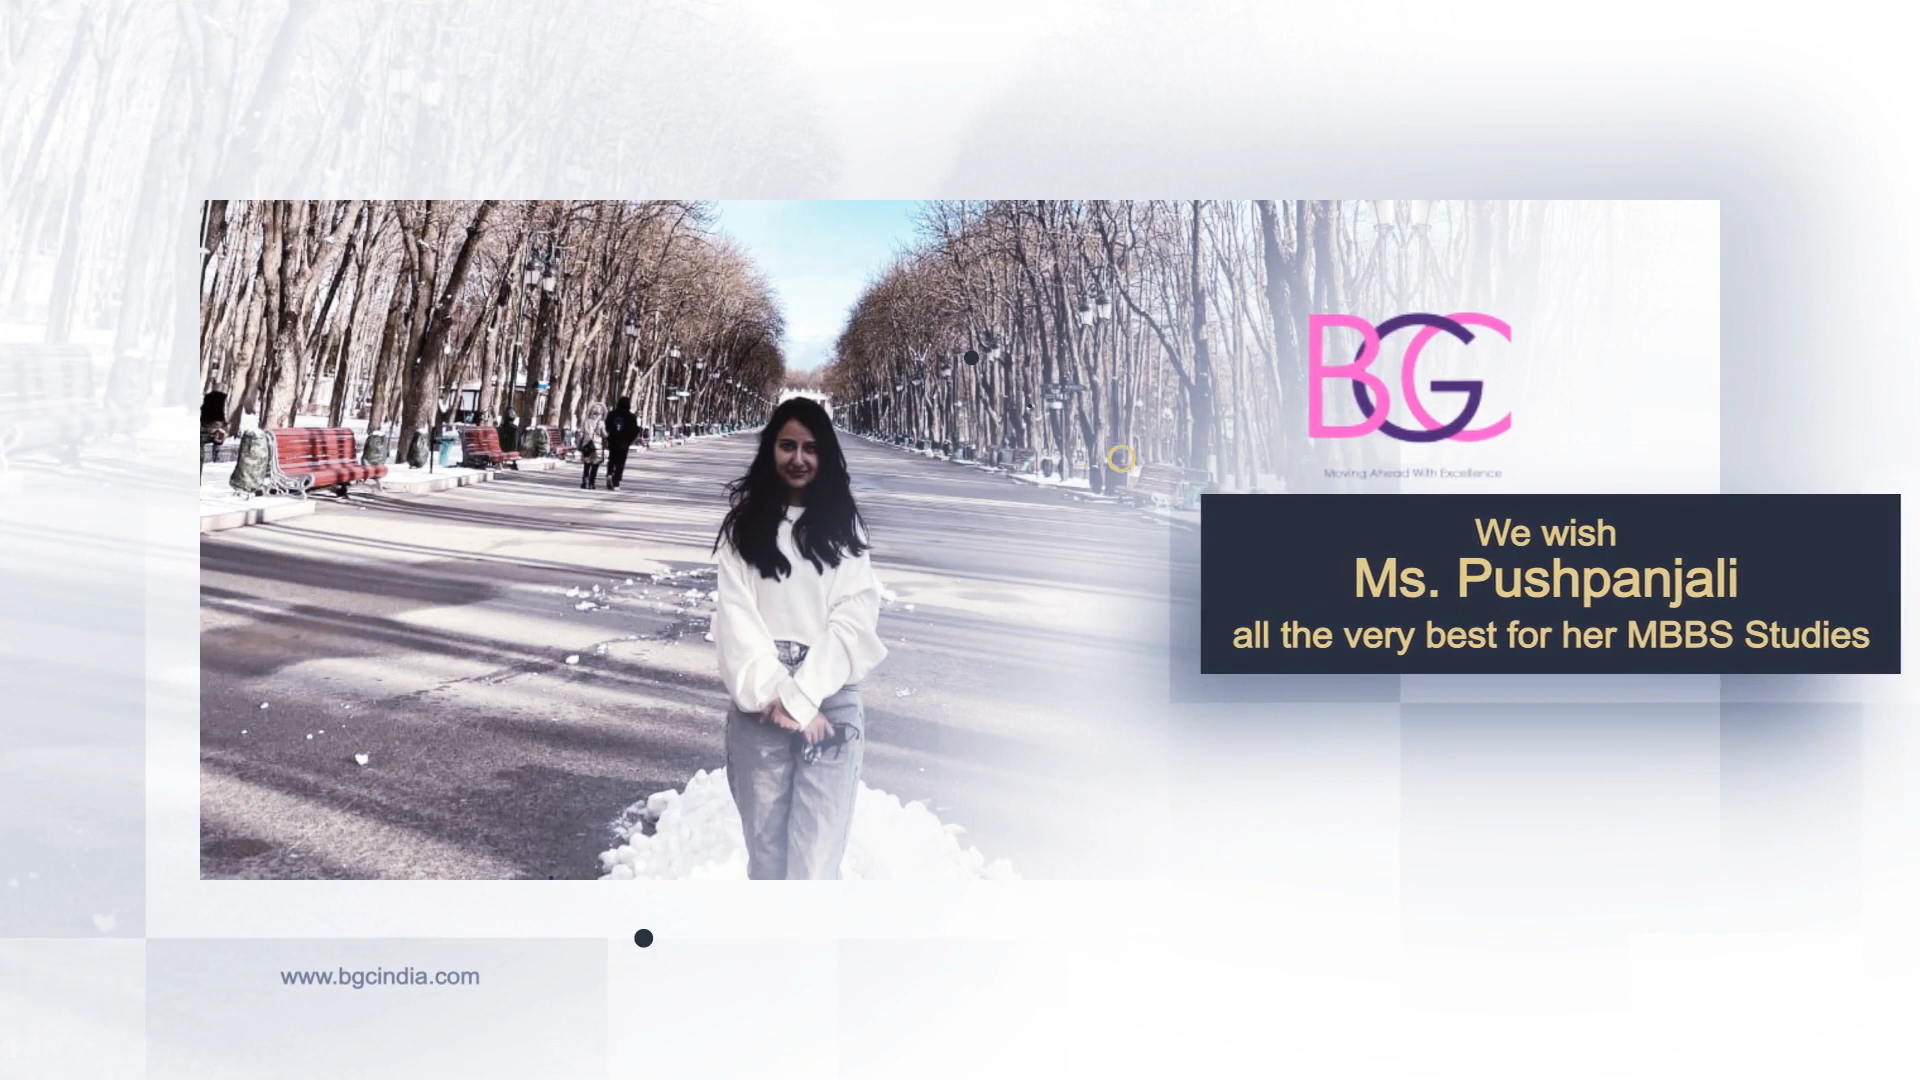 BGC
Moving Ahead With Excellence
We wish
Ms. Pushpanjali
all the very best for her MBBS Studies
www.bgcindia.com